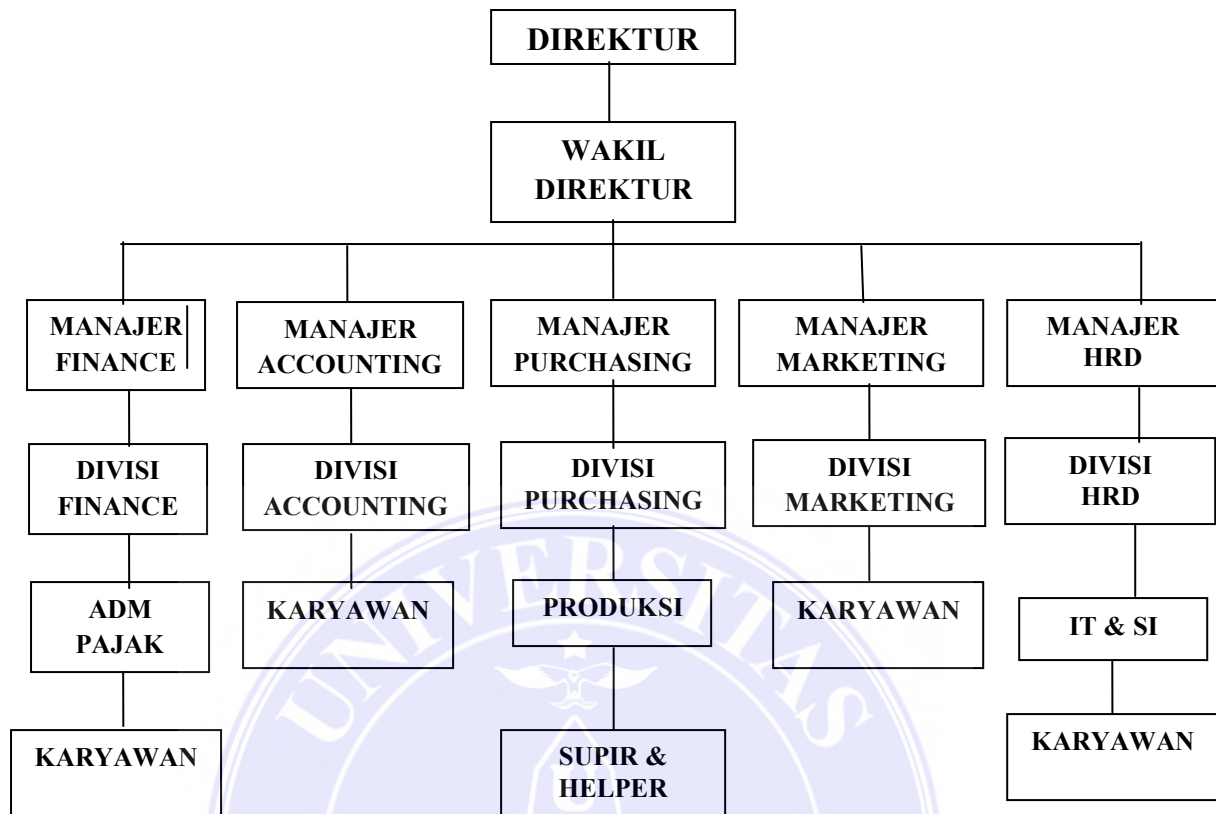 DIREKTUR
WAKIL
DIREKTUR
MANAJER
FINANCE
MANAJER
ACCOUNTING
MANAJER
PURCHASING
MANAJER
MARKETING
MANAJER
HRD
DIVISI
FINANCE
DIVISI
ACCOUNTING
DIVISI
PURCHASING
DIVISI
MARKETING
DIVISI
HRD
ADM
PAJAK
KARYAWAN
PRODUKSI
KARYAWAN
IT & SI
KARYAWAN
SUPIR &
HELPER
KARYAWAN
UNIVERSITAS